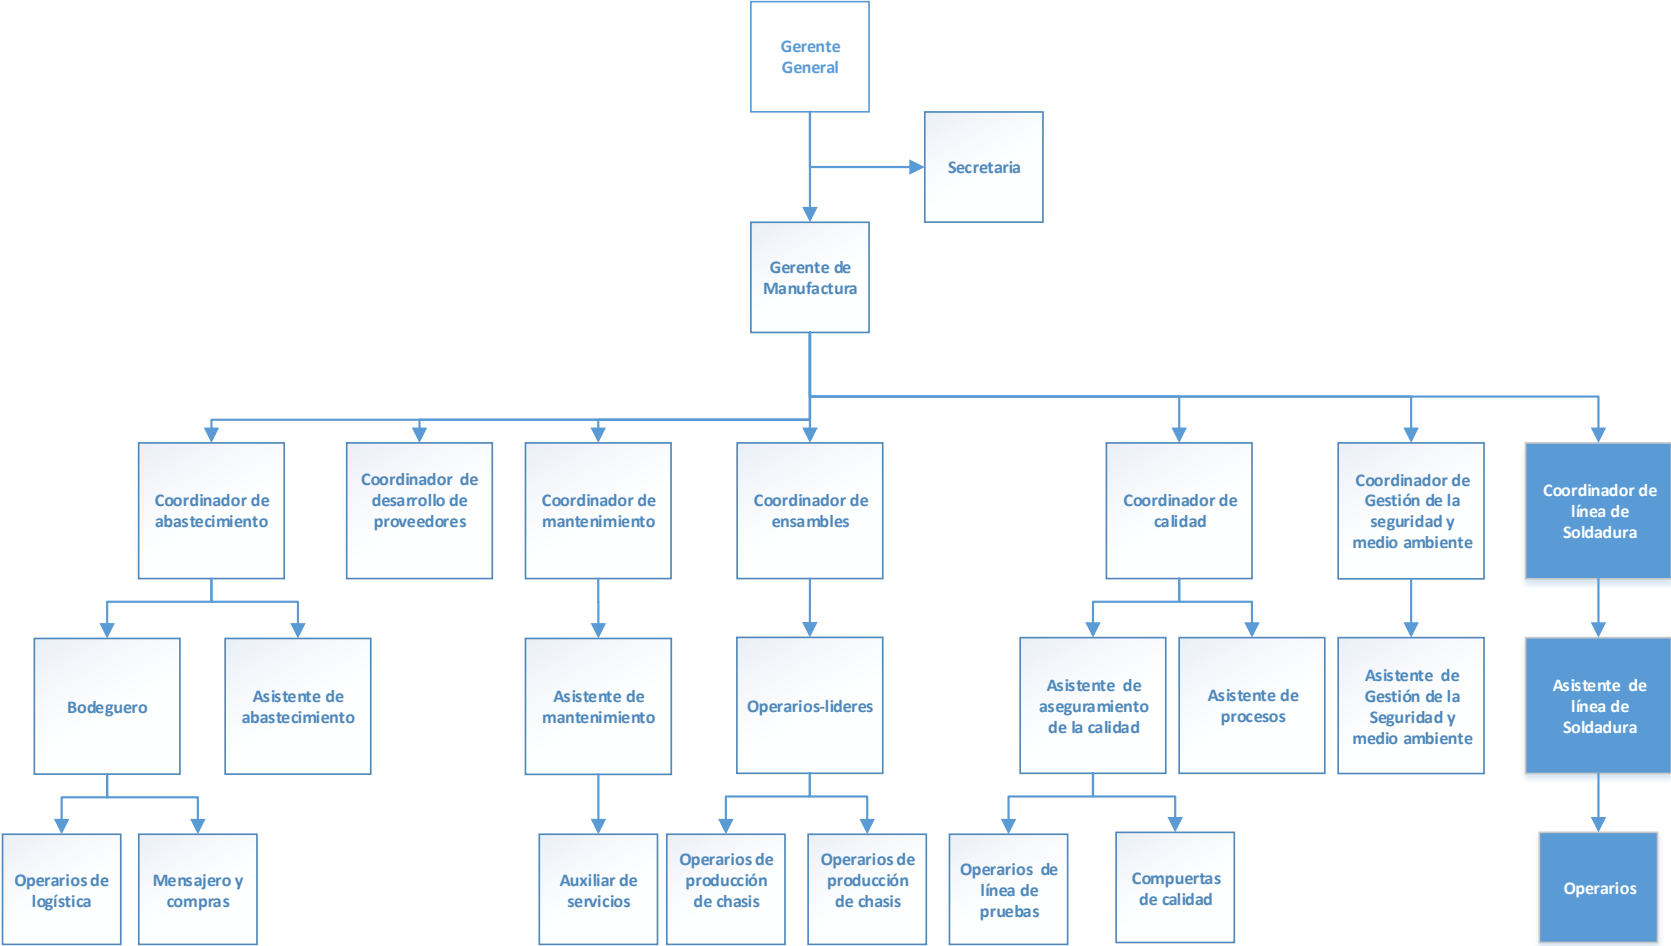 Gerente
General
Secretaria
Gerente de
Manufactura
Coordinador de
abastecimiento
Coordinador de
desarrollo de
proveedores
Coordinador de
mantenimiento
Coordinador de
ensambles
Coordinador de
calidad
Coordinador de
Gestión de la
seguridad y
medio ambiente
Coordinador de
línea de
Soldadura
Bodeguero
Asistente de
abastecimiento
Asistente de
mantenimiento
Operarios-lideres
Asistente de
aseguramiento
de la calidad
Asistente de
procesos
Asistente de
Gestión de la
Seguridad y
medio ambiente
Asistente de
línea de
Soldadura
Operarios de
logística
Mensajero y
compras
Auxiliar de
servicios
Operarios de
producción
de chasis
Operarios de
producción
de chasis
Operarios de
línea de
pruebas
Compuertas
de calidad
Operarios